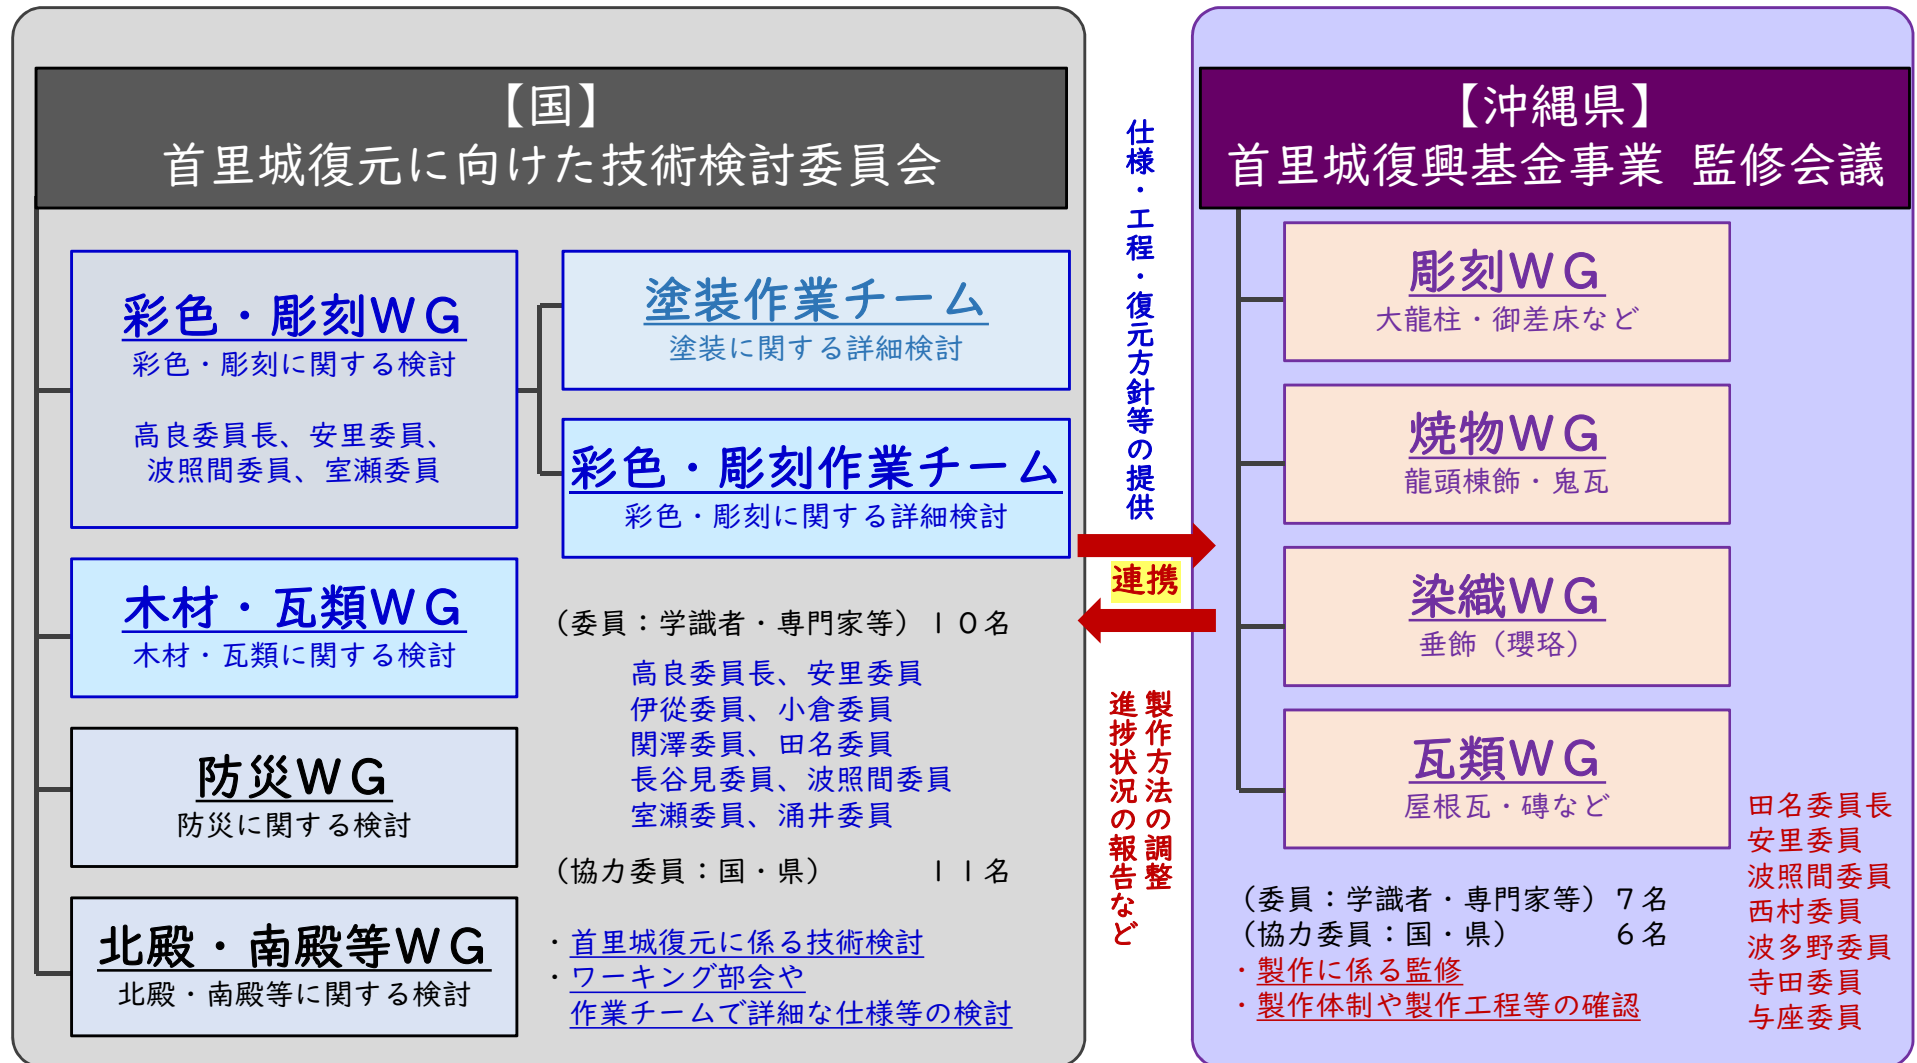 【国】
首里城復元に向けた技術検討委員会
彩色・彫刻ＷＧ
彩色・彫刻に関する検討
高良委員長、安里委員、
波照間委員、室瀬委員
塗装作業チーム
塗装に関する詳細検討
彩色・彫刻作業チーム
彩色・彫刻に関する詳細検討
木材・瓦類ＷＧ
木材・瓦類に関する検討
防災ＷＧ
防災に関する検討
北殿・南殿等ＷＧ
北殿・南殿等に関する検討
（委員：学識者・専門家等）１０名
高良委員長、安里委員
伊從委員、小倉委員
関澤委員、田名委員
長谷見委員、波照間委員
室瀬委員、涌井委員
（協力委員：国・県）　１１名
・首里城復元に係る技術検討
・ワーキング部会や
作業チームで詳細な仕様等の検討
仕様・工程・復元方針等の提供
連携
製作方法の調整
進捗状況の報告など
【沖縄県】
首里城復興基金事業 監修会議
彫刻ＷＧ
大龍柱・御差床など
焼物ＷＧ
龍頭棟飾・鬼瓦
染織ＷＧ
垂飾（瓔珞）
瓦類ＷＧ
屋根瓦・磚など
（委員：学識者・専門家等）７名
（協力委員：国・県）　６名
・製作に係る監修
・製作体制や製作工程等の確認
田名委員長
安里委員
波照間委員
西村委員
波多野委員
寺田委員
与座委員